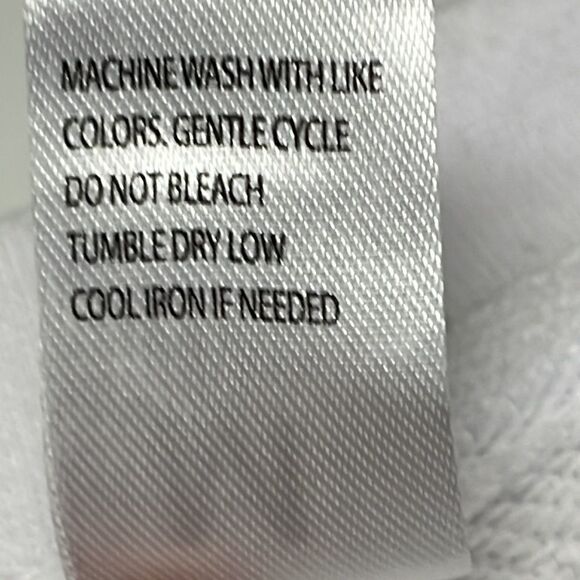 MACHINE WASH WITH LIKE
COLORS. GENTLE CYCLE
DO NOT BLEACH
TUMBLE DRY LOW
COOL IRON IF NEEDED